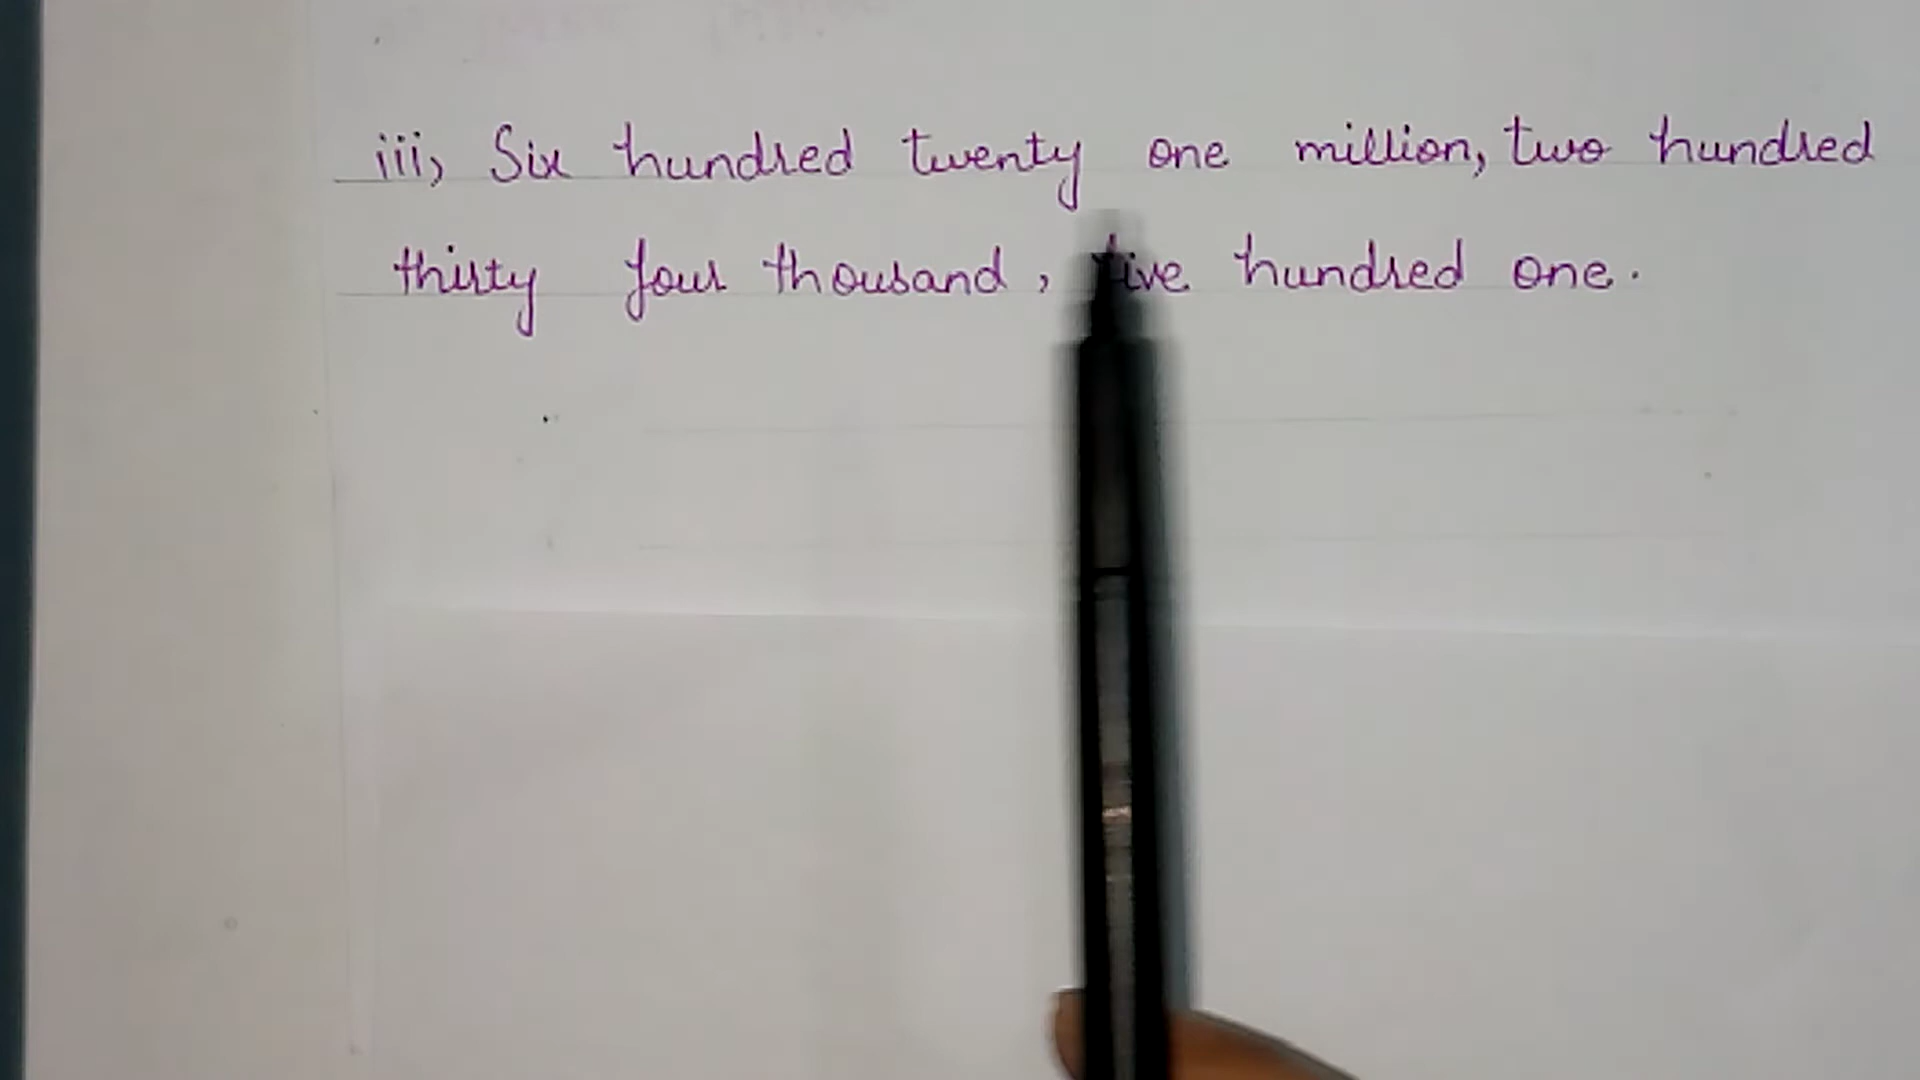 iii, Six hundred twenty one million, two hundred
thirty four thousand, five hundred one.